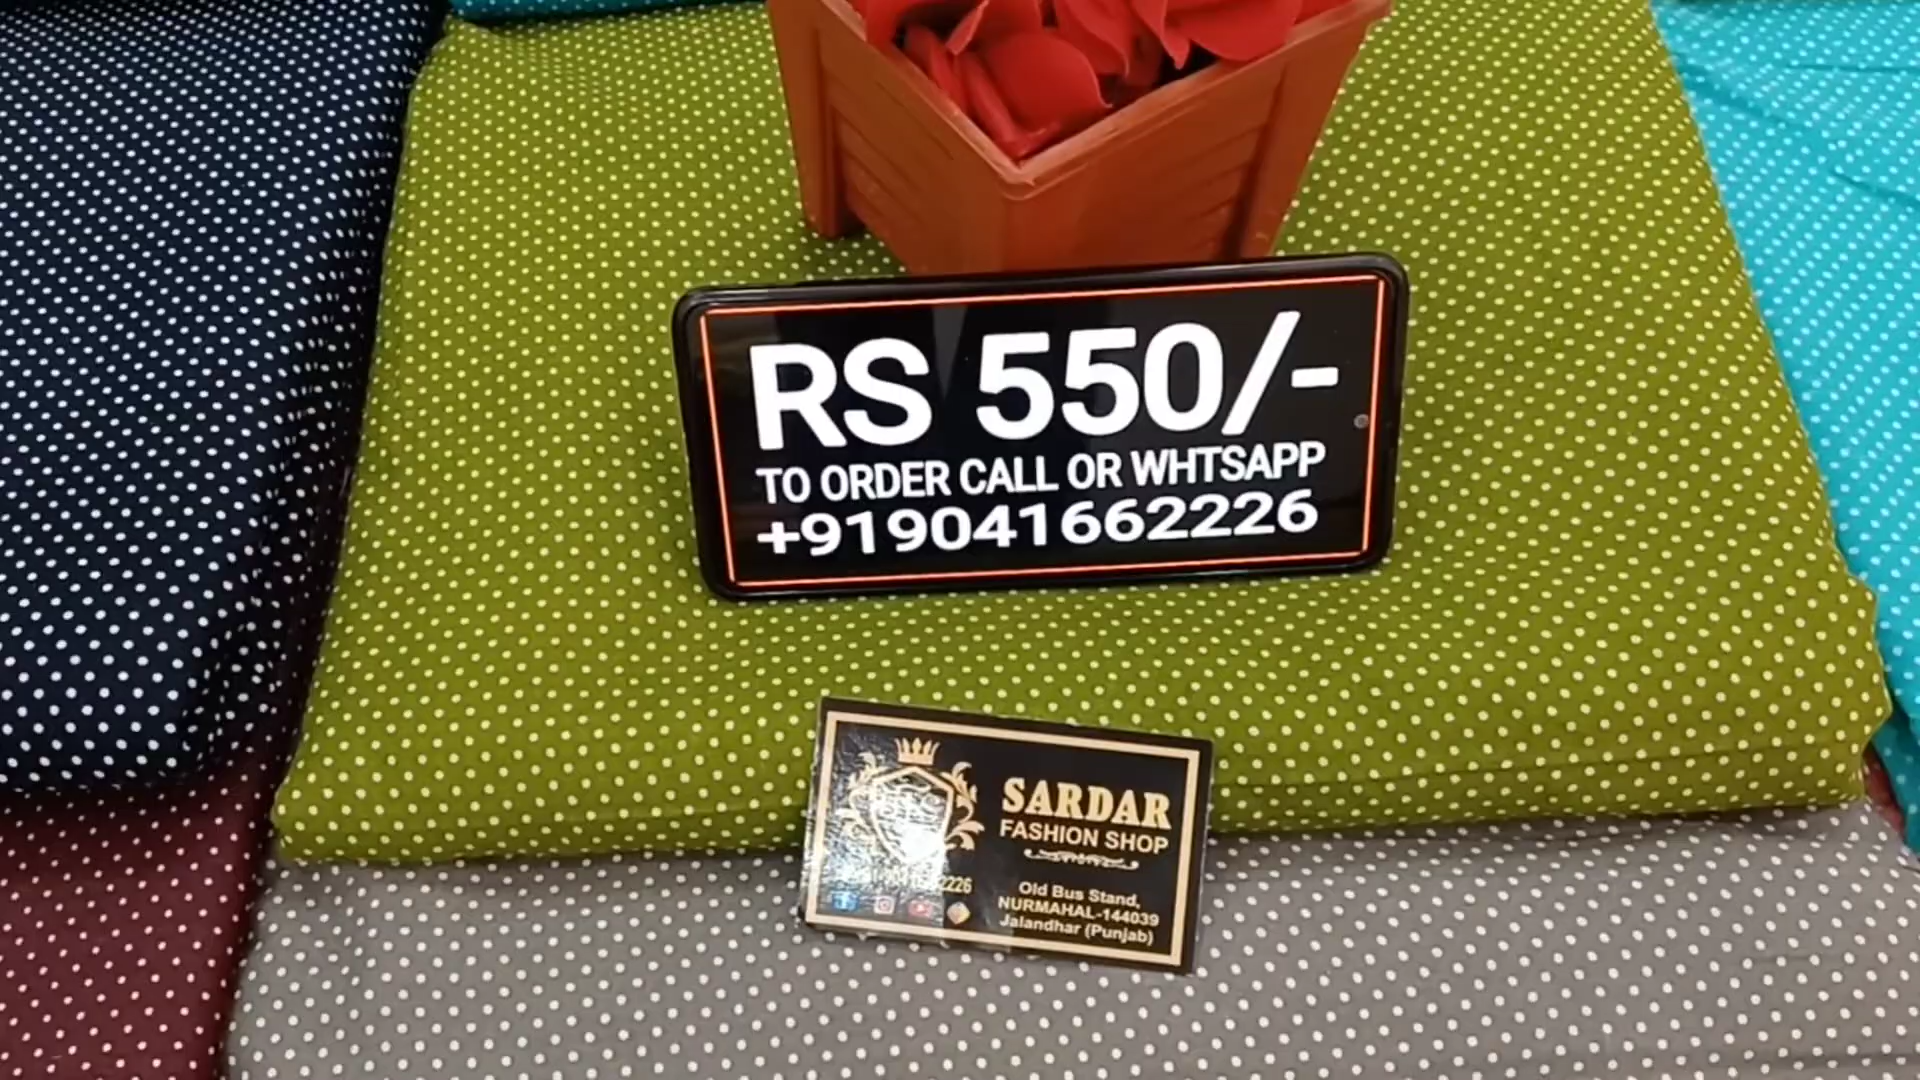 RS 550/-
TO ORDER CALL OR WHTSAPP
+919041662226
SARDAR
FASHION SHOP
Old Bus Stand,
NURMAHAL-144039
Jalandhar (Punjab)